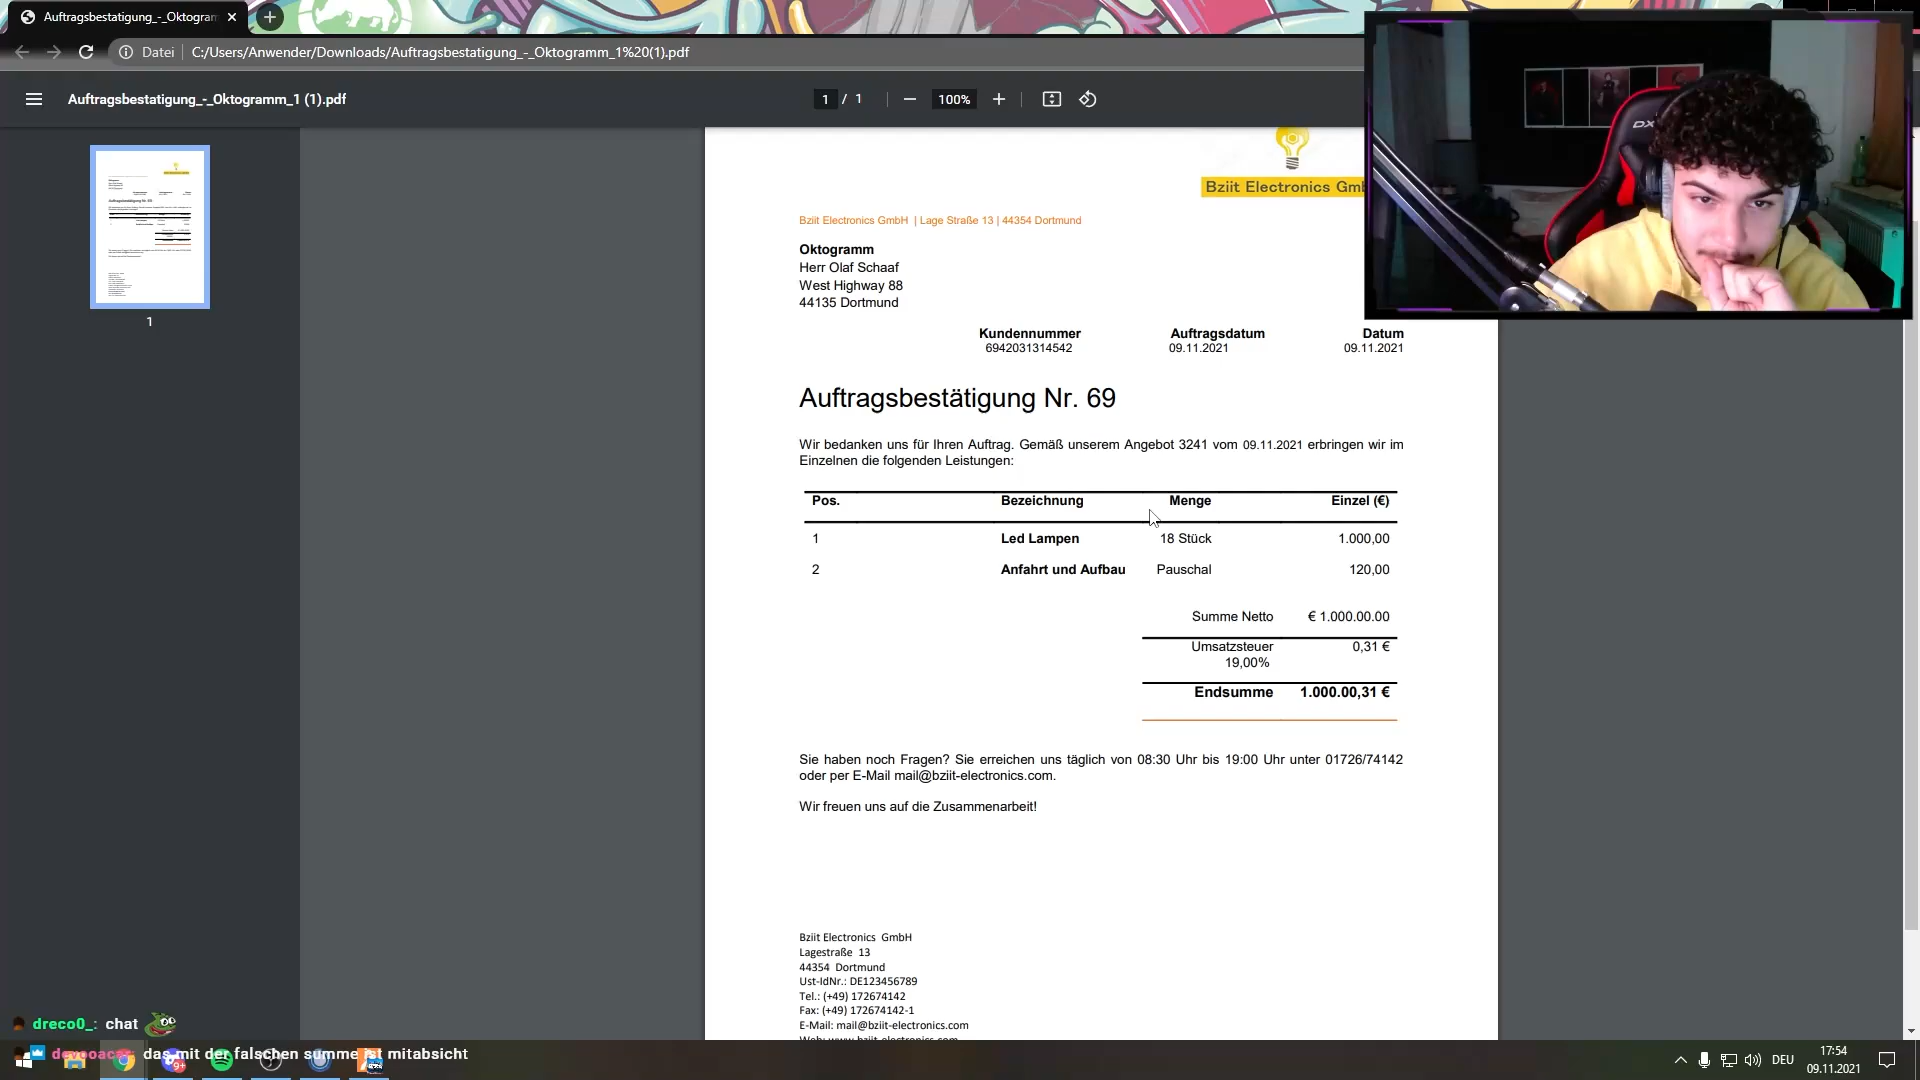 Auftragsbestatigung_-_Oktogram
Datei
C:/Users/Anwender/Downloads/Auftragsbestatigung_-_Oktogramm_1%20(1).pdf
Auftragsbestatigung_-_Oktogramm_1 (1).pdf
1 / 1
100%
1
Bziit Electronics Gmb
DX
Bziit Electronics GmbH | Lage Straße 13 | 44354 Dortmund
Oktogramm
Herr Olaf Schaaf
West Highway 88
44135 Dortmund
Kundennummer Auftragsdatum Datum
6942031314542 09.11.2021 09.11.2021
Auftragsbestätigung Nr. 69
Wir bedanken uns für Ihren Auftrag. Gemäß unserem Angebot 3241 vom 09.11.2021 erbringen wir im
Einzelnen die folgenden Leistungen:
Pos. Bezeichnung Menge Einzel (€)
1 Led Lampen 18 Stück 1.000,00
2 Anfahrt und Aufbau Pauschal 120,00
Summe Netto € 1.000.00.00
Umsatzsteuer 0,31 €
19,00%
Endsumme 1.000.00,31 €
Sie haben noch Fragen? Sie erreichen uns täglich von 08:30 Uhr bis 19:00 Uhr unter 01726/74142
oder per E-Mail mail@bziit-electronics.com.
Wir freuen uns auf die Zusammenarbeit!
Bziit Electronics GmbH
Lagestraße 13
44354 Dortmund
Ust-IdNr.: DE123456789
Tel.: (+49) 172674142
Fax: (+49) 172674142-1
E-Mail: mail@bziit-electronics.com
Web: www.bziit-electronics.com
dreco0_: chat
das mit der falschen summe ist mitabsicht
9+
DEU
17:54
09.11.2021